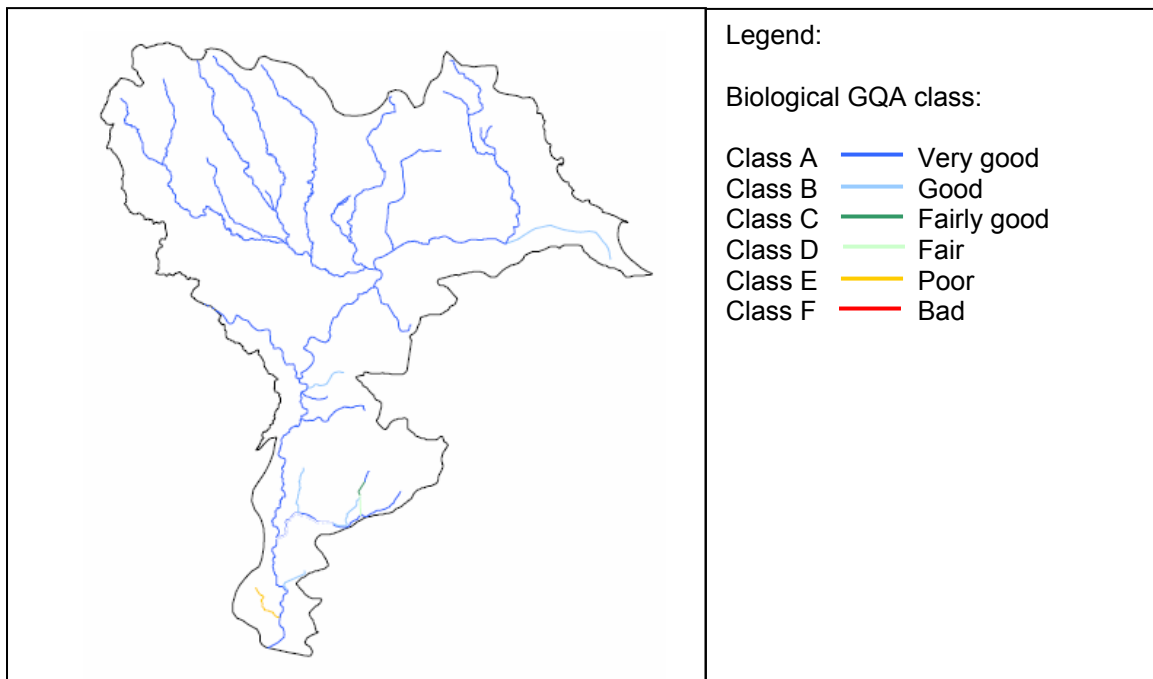 Legend:
Biological GQA class:
Class A Very good
Class B Good
Class C Fairly good
Class D Fair
Class E Poor
Class F Bad